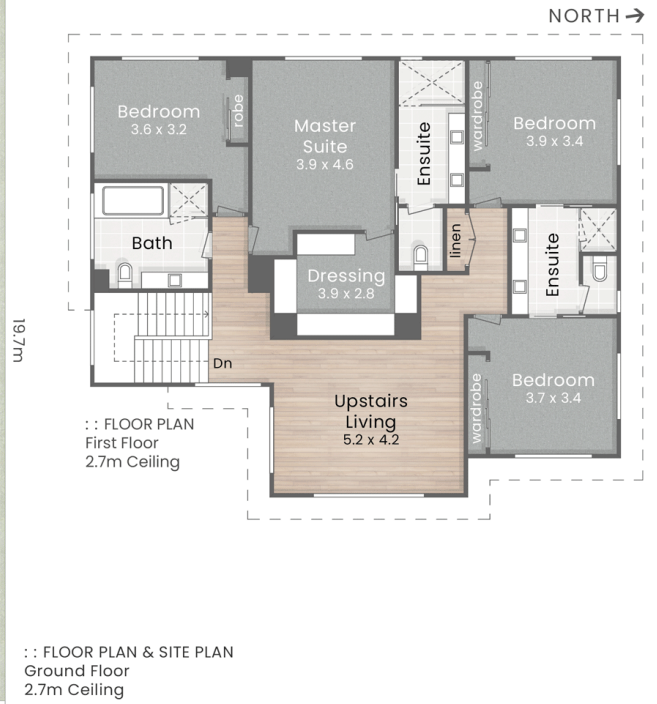 NORTH →
Bedroom
3.6 x 3.2
robe
Master
Suite
3.9 x 4.6
Ensuite
wardrobe
Bedroom
3.9 x 3.4
Bath
Dressing
3.9 x 2.8
linen
Ensuite
19.7m
Dn
Upstairs
Living
5.2 x 4.2
wardrobe
Bedroom
3.7 x 3.4
: : FLOOR PLAN
First Floor
2.7m Ceiling
: : FLOOR PLAN & SITE PLAN
Ground Floor
2.7m Ceiling